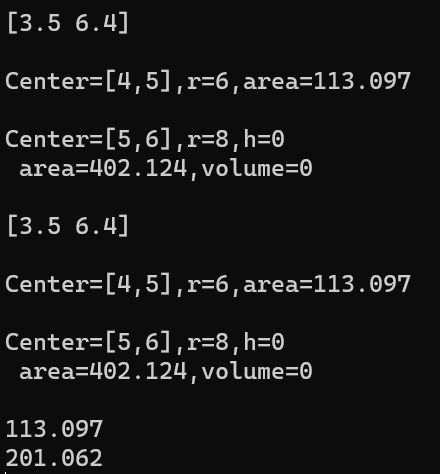 [3.5 6.4]
Center=[4,5],r=6,area=113.097
Center=[5,6],r=8,h=0
 area=402.124,volume=0
[3.5 6.4]
Center=[4,5],r=6,area=113.097
Center=[5,6],r=8,h=0
 area=402.124,volume=0
113.097
201.062